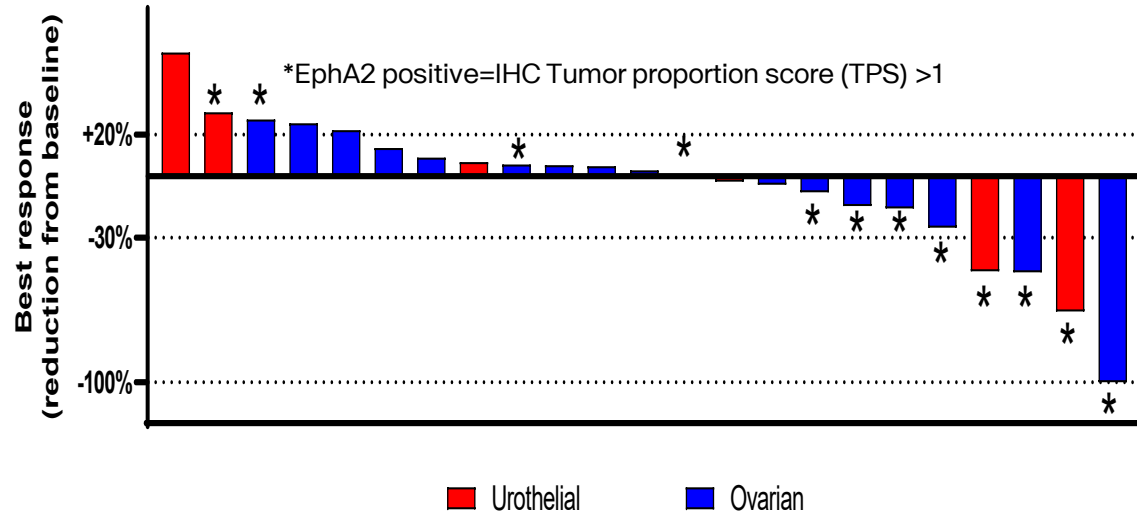 Best response
(reduction from baseline)
*EphA2 positive=IHC Tumor proportion score (TPS) >1
* *
+20%
* *
-30%
* * * *
* * *
-100%
*
Urothelial Ovarian